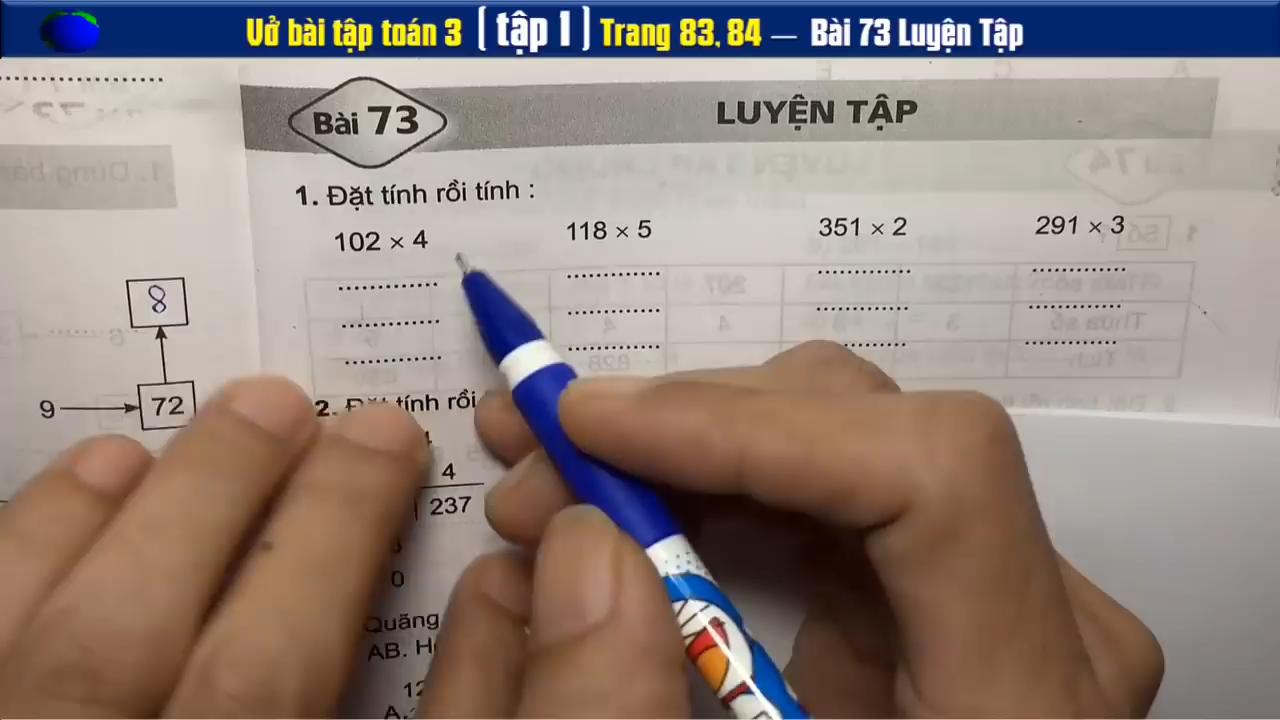 Vở bài tập toán 3 [ tập 1 ] Trang 83, 84 – Bài 73 Luyện Tập
Bài 73
LUYỆN TẬP
1. Đặt tính rồi tính :
102 × 4
118 × 5
351 × 2
291 × 3
8
9
72
2. Đặt tính rồi
4
4
237
0
Quãng
AB.
12